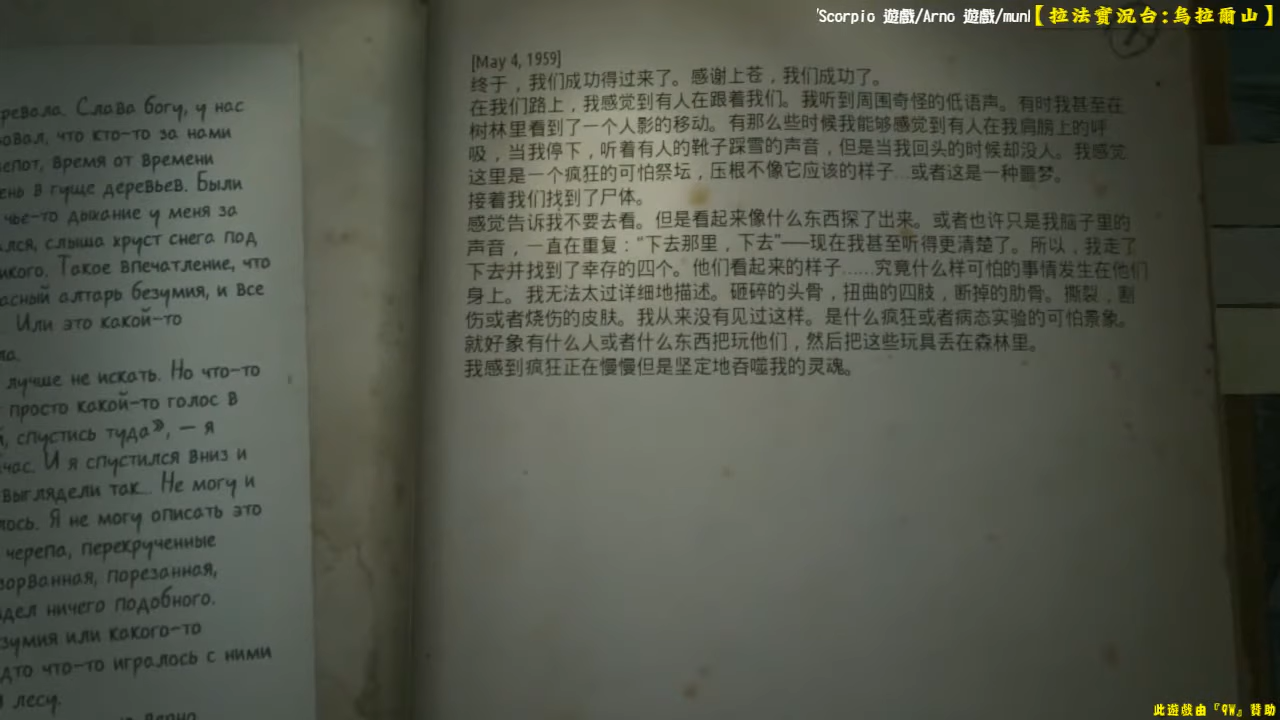 'Scorpio 遊戲/Arno 遊戲/mun
【拉法實況台:烏拉爾山】
7
ревала. Слава богу, у нас
вовал, что кто-то за нами
епот, время от времени
ень в гуще деревьев. Были
чье-то дыхание у меня за
лся, слыша хруст снега под
икого. Такое впечатление, что
асный алтарь безумия, и все
. Или это какой-то
ла.
лучше не искать. Но что-то
просто какой-то голос в
й, спустись туда», — я
час. И я спустился вниз и
выглядели так... Не могу и
лось. Я не могу описать это
черепа, перекрученные
зорванная, порезанная,
дел ничего подобного.
зумия или какого-то
дто что-то игралось с ними
лесу.
[May 4, 1959]
终于，我们成功得过来了。感谢上苍，我们成功了。
在我们路上，我感觉到有人在跟着我们。我听到周围奇怪的低语声。有时我甚至在
树林里看到了一个人影的移动。有那么些时候我能够感觉到有人在我肩膀上的呼
吸，当我停下，听着有人的靴子踩雪的声音，但是当我回头的时候却没人。我感觉
这里是一个疯狂的可怕祭坛，压根不像它应该的样子…或者这是一种噩梦。
接着我们找到了尸体。
感觉告诉我不要去看。但是看起来像什么东西探了出来。或者也许只是我脑子里的
声音，一直在重复：“下去那里，下去”——现在我甚至听得更清楚了。所以，我走了
下去并找到了幸存的四个。他们看起来的样子……究竟什么样可怕的事情发生在他们
身上。我无法太过详细地描述。砸碎的头骨，扭曲的四肢，断掉的肋骨。撕裂，割
伤或者烧伤的皮肤。我从来没有见过这样。是什么疯狂或者病态实验的可怕景象。
就好象有什么人或者什么东西把玩他们，然后把这些玩具丢在森林里。
我感到疯狂正在慢慢但是坚定地吞噬我的灵魂。
此遊戲由『9W』贊助